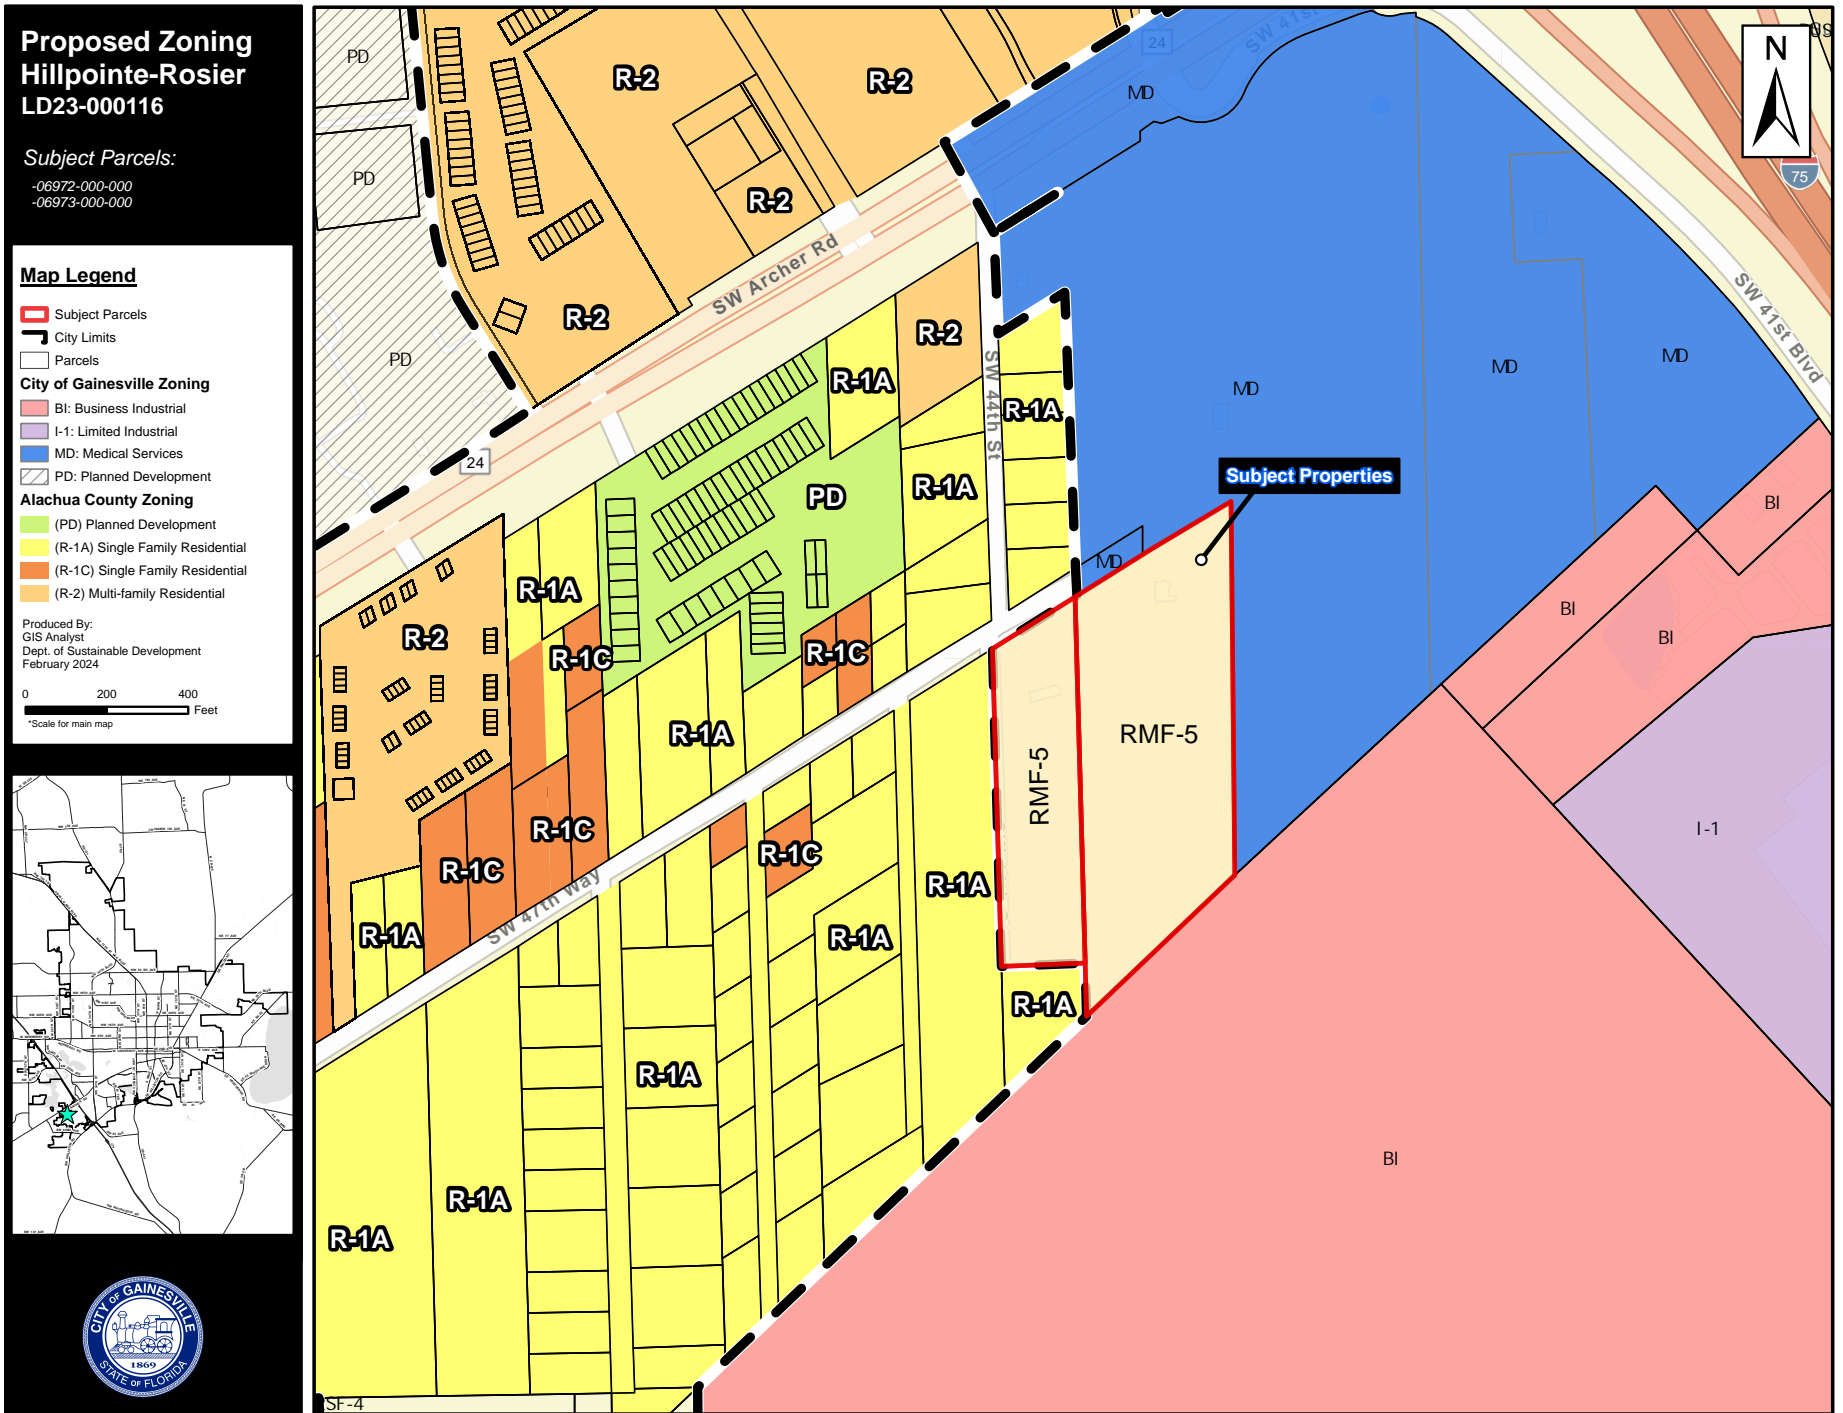 Proposed Zoning
Hillpointe-Rosier
LD23-000116
Subject Parcels:
-06972-000-000
-06973-000-000
Map Legend
Subject Parcels
City Limits
Parcels
City of Gainesville Zoning
BI: Business Industrial
I-1: Limited Industrial
MD: Medical Services
PD: Planned Development
Alachua County Zoning
(PD) Planned Development
(R-1A) Single Family Residential
(R-1C) Single Family Residential
(R-2) Multi-family Residential
Produced By:
GIS Analyst
Dept. of Sustainable Development
February 2024
0 200 400
Feet
*Scale for main map
CITY OF GAINESVILLE
1869
STATE OF FLORIDA
N
75
24
SW 41st
MD
PD
R-2
R-2
PD
R-2
SW Archer Rd
R-2
PD
SW 41st Blvd
R-2
R-1A
SW 44th St
R-1A
MD
MD
MD
24
Subject Properties
PD
R-1A
BI
MD
R-1A
R-2
R-1C
R-1C
BI
BI
R-1A
RMF-5
RMF-5
R-1C
R-1C
R-1C
I-1
SW 47th Way
R-1A
R-1A
R-1A
R-1A
R-1A
R-1A
R-1A
BI
SF-4